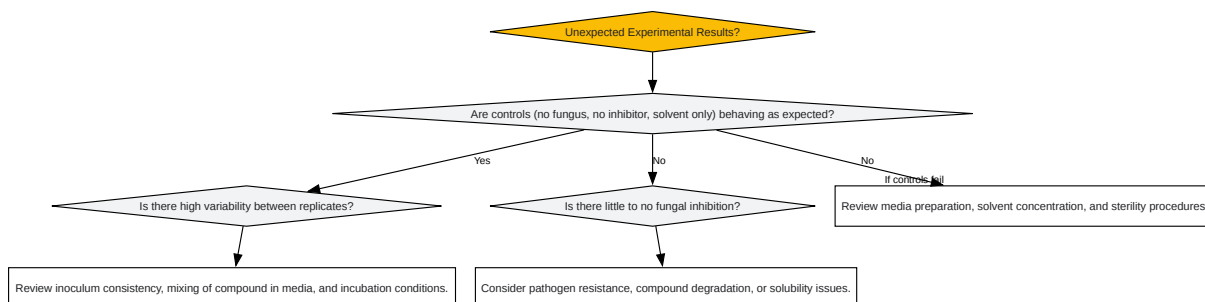 Unexpected Experimental Results?
Are controls (no fungus, no inhibitor, solvent only) behaving as expected?
Yes
No
No
If controls fail
Is there high variability between replicates?
Is there little to no fungal inhibition?
Review media preparation, solvent concentration, and sterility procedures
Review inoculum consistency, mixing of compound in media, and incubation conditions.
Consider pathogen resistance, compound degradation, or solubility issues.